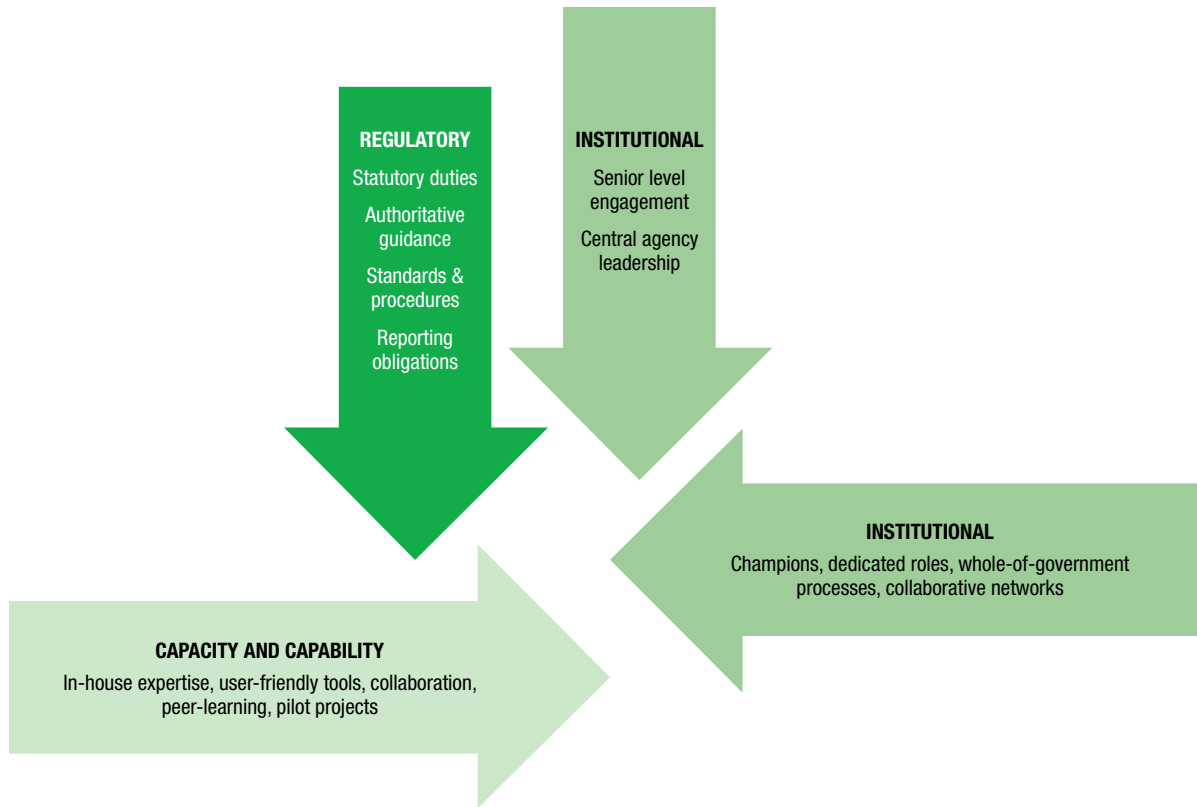 REGULATORY
Statutory duties
Authoritative
guidance
Standards &
procedures
Reporting
obligations
INSTITUTIONAL
Senior level
engagement
Central agency
leadership
INSTITUTIONAL
Champions, dedicated roles, whole-of-government
processes, collaborative networks
CAPACITY AND CAPABILITY
In-house expertise, user-friendly tools, collaboration,
peer-learning, pilot projects